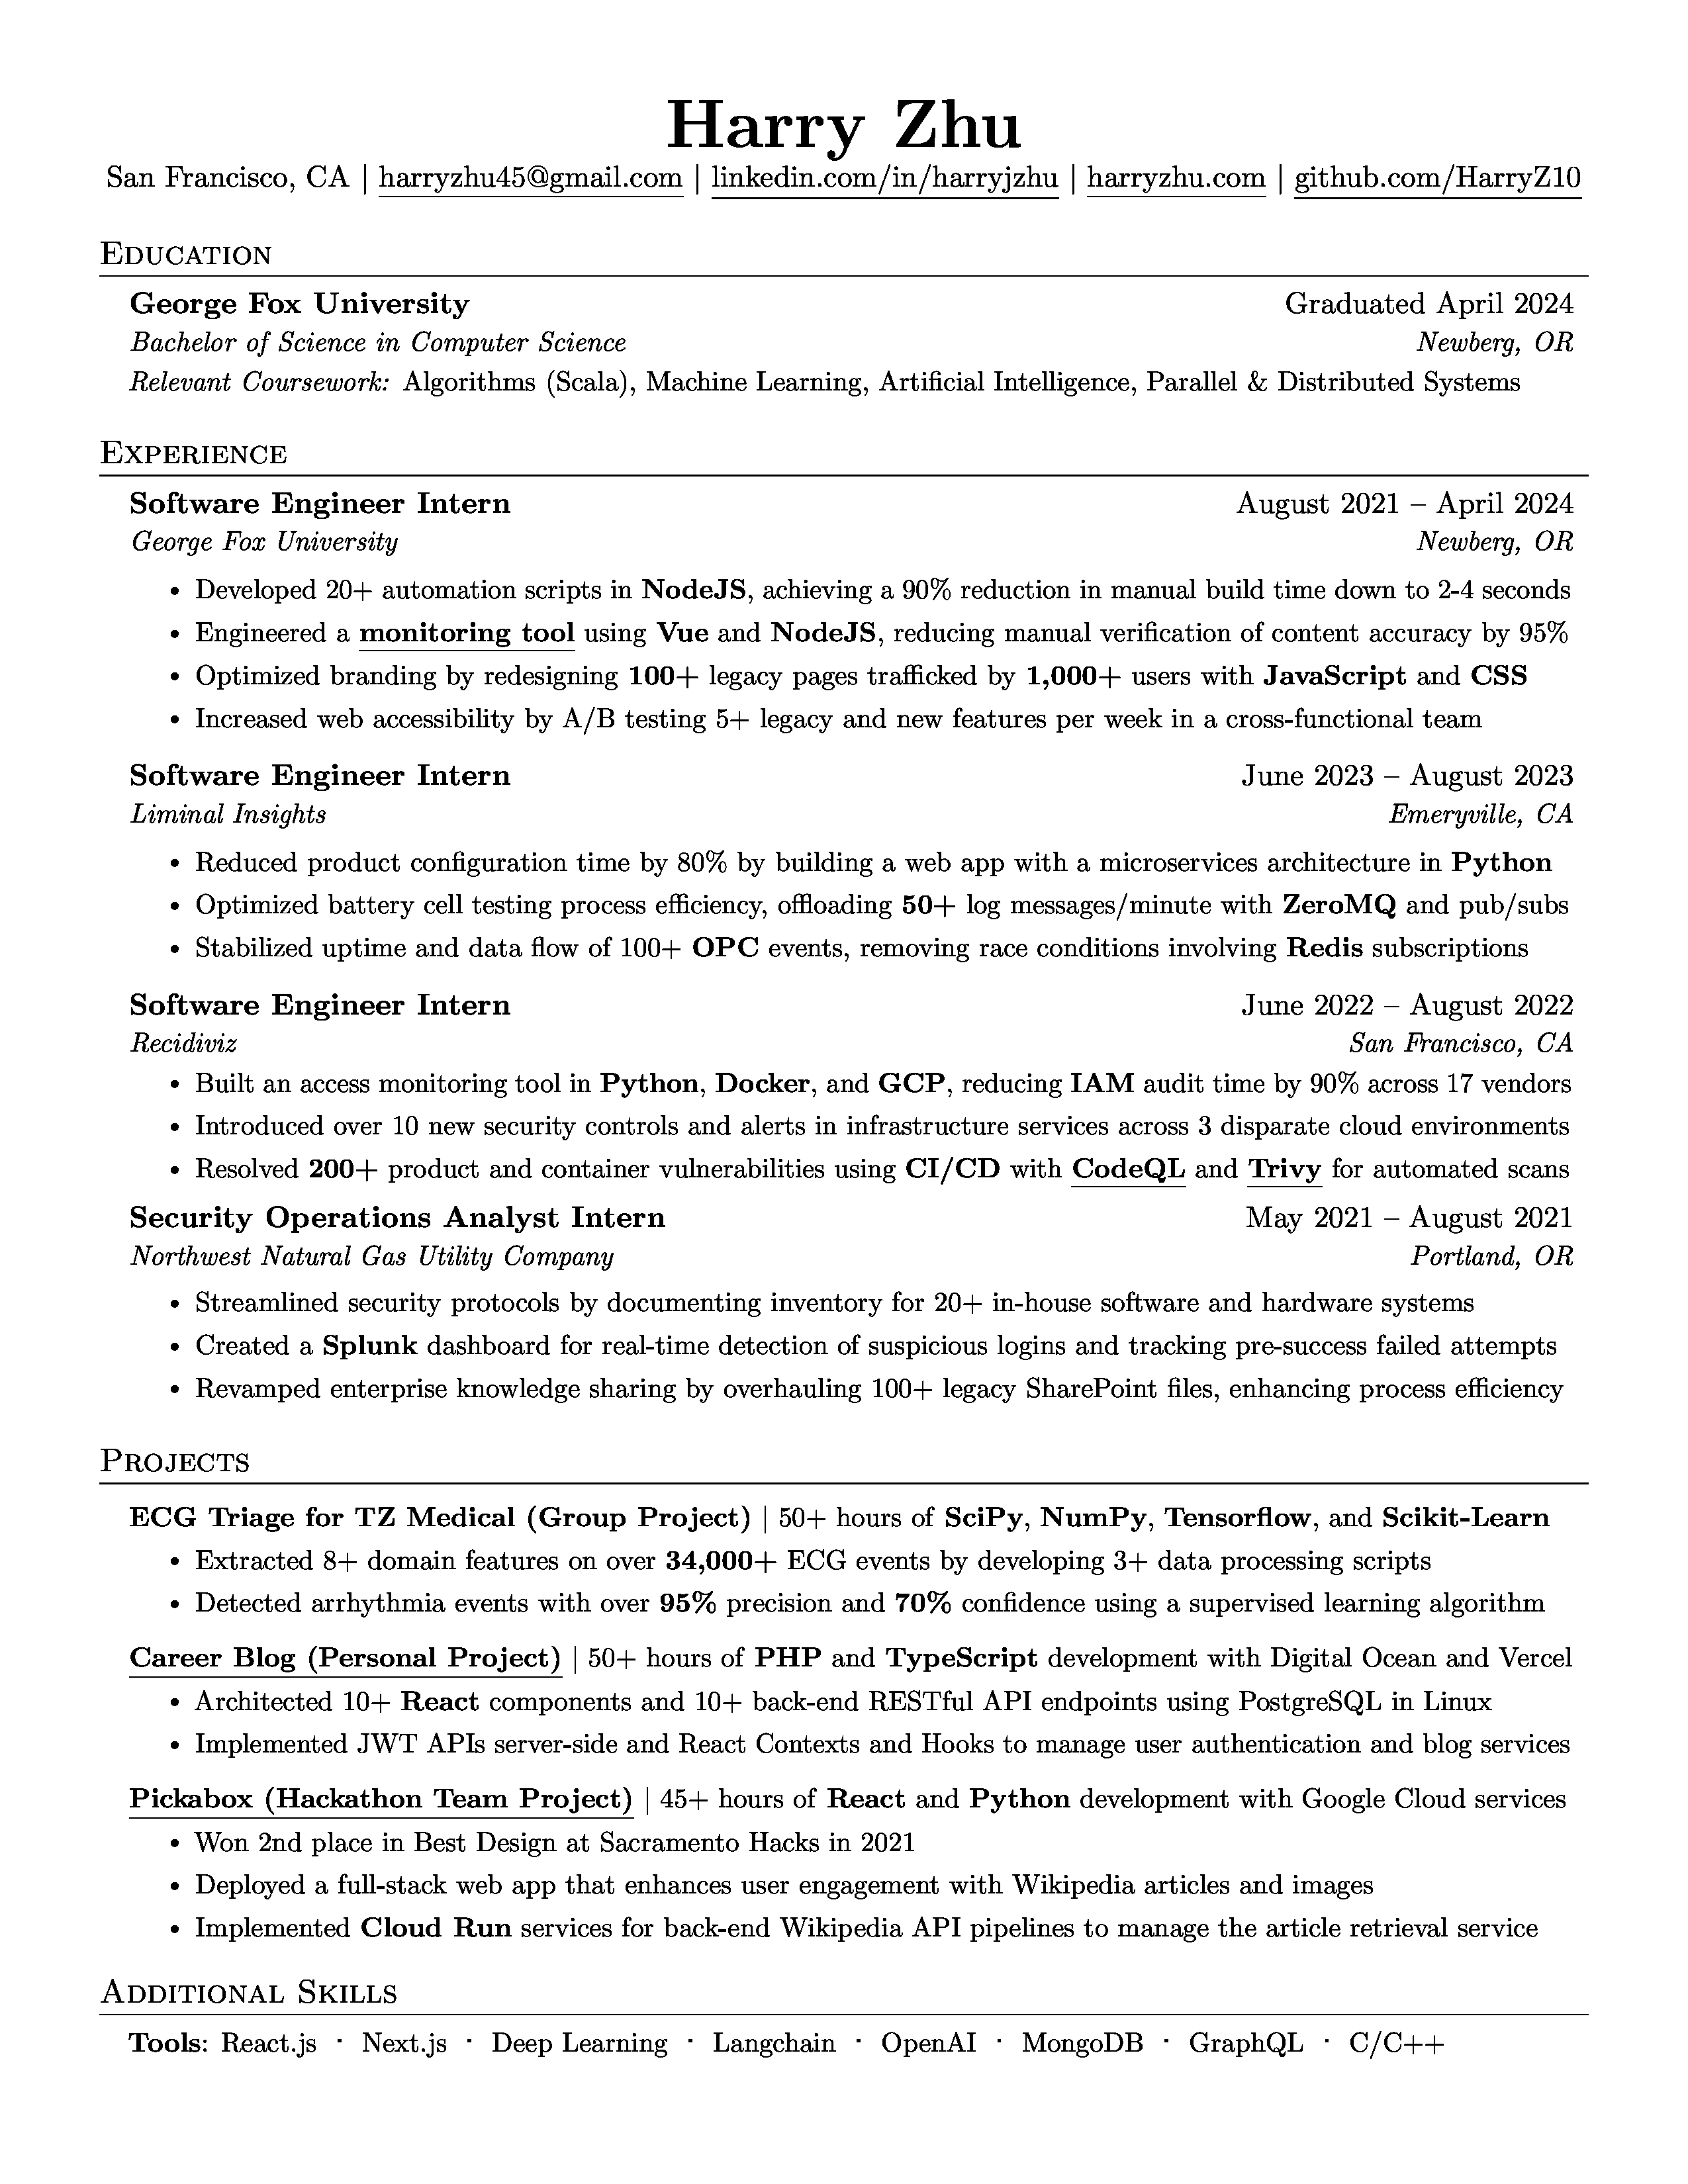 Harry Zhu
San Francisco, CA | harryzhu45@gmail.com | linkedin.com/in/harryjzhu | harryzhu.com | github.com/HarryZ10
Education
George Fox University Graduated April 2024
Bachelor of Science in Computer Science Newberg, OR
Relevant Coursework: Algorithms (Scala), Machine Learning, Artificial Intelligence, Parallel & Distributed Systems
Experience
Software Engineer Intern August 2021 – April 2024
George Fox University Newberg, OR
• Developed 20+ automation scripts in NodeJS, achieving a 90% reduction in manual build time down to 2-4 seconds
• Engineered a monitoring tool using Vue and NodeJS, reducing manual verification of content accuracy by 95%
• Optimized branding by redesigning 100+ legacy pages trafficked by 1,000+ users with JavaScript and CSS
• Increased web accessibility by A/B testing 5+ legacy and new features per week in a cross-functional team
Software Engineer Intern June 2023 – August 2023
Liminal Insights Emeryville, CA
• Reduced product configuration time by 80% by building a web app with a microservices architecture in Python
• Optimized battery cell testing process efficiency, offloading 50+ log messages/minute with ZeroMQ and pub/subs
• Stabilized uptime and data flow of 100+ OPC events, removing race conditions involving Redis subscriptions
Software Engineer Intern June 2022 – August 2022
Recidiviz San Francisco, CA
• Built an access monitoring tool in Python, Docker, and GCP, reducing IAM audit time by 90% across 17 vendors
• Introduced over 10 new security controls and alerts in infrastructure services across 3 disparate cloud environments
• Resolved 200+ product and container vulnerabilities using CI/CD with CodeQL and Trivy for automated scans
Security Operations Analyst Intern May 2021 – August 2021
Northwest Natural Gas Utility Company Portland, OR
• Streamlined security protocols by documenting inventory for 20+ in-house software and hardware systems
• Created a Splunk dashboard for real-time detection of suspicious logins and tracking pre-success failed attempts
• Revamped enterprise knowledge sharing by overhauling 100+ legacy SharePoint files, enhancing process efficiency
Projects
ECG Triage for TZ Medical (Group Project) | 50+ hours of SciPy, NumPy, Tensorflow, and Scikit-Learn
• Extracted 8+ domain features on over 34,000+ ECG events by developing 3+ data processing scripts
• Detected arrhythmia events with over 95% precision and 70% confidence using a supervised learning algorithm
Career Blog (Personal Project) | 50+ hours of PHP and TypeScript development with Digital Ocean and Vercel
• Architected 10+ React components and 10+ back-end RESTful API endpoints using PostgreSQL in Linux
• Implemented JWT APIs server-side and React Contexts and Hooks to manage user authentication and blog services
Pickabox (Hackathon Team Project) | 45+ hours of React and Python development with Google Cloud services
• Won 2nd place in Best Design at Sacramento Hacks in 2021
• Deployed a full-stack web app that enhances user engagement with Wikipedia articles and images
• Implemented Cloud Run services for back-end Wikipedia API pipelines to manage the article retrieval service
Additional Skills
Tools: React.js · Next.js · Deep Learning · Langchain · OpenAI · MongoDB · GraphQL · C/C++